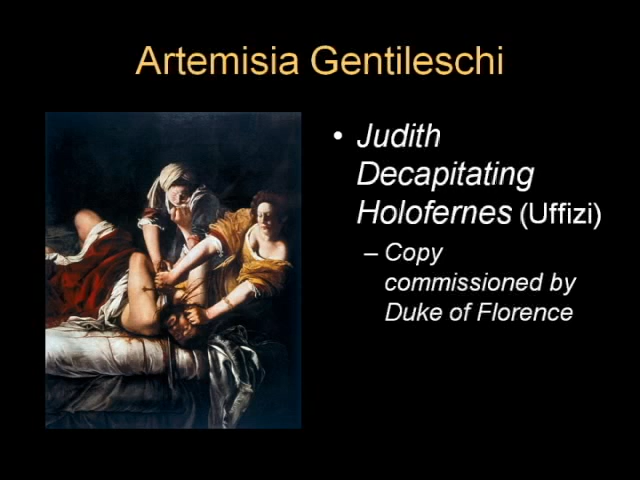 Artemisia Gentileschi
• Judith
Decapitating
Holofernes (Uffizi)
– Copy
commissioned by
Duke of Florence